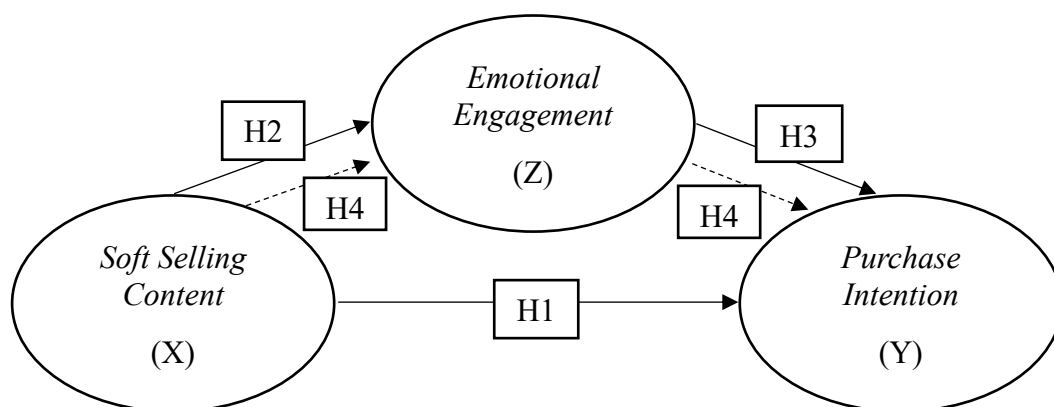 Emotional
Engagement
(Z)
H2
H3
H4
H4
Soft Selling
Content
(X)
H1
Purchase
Intention
(Y)